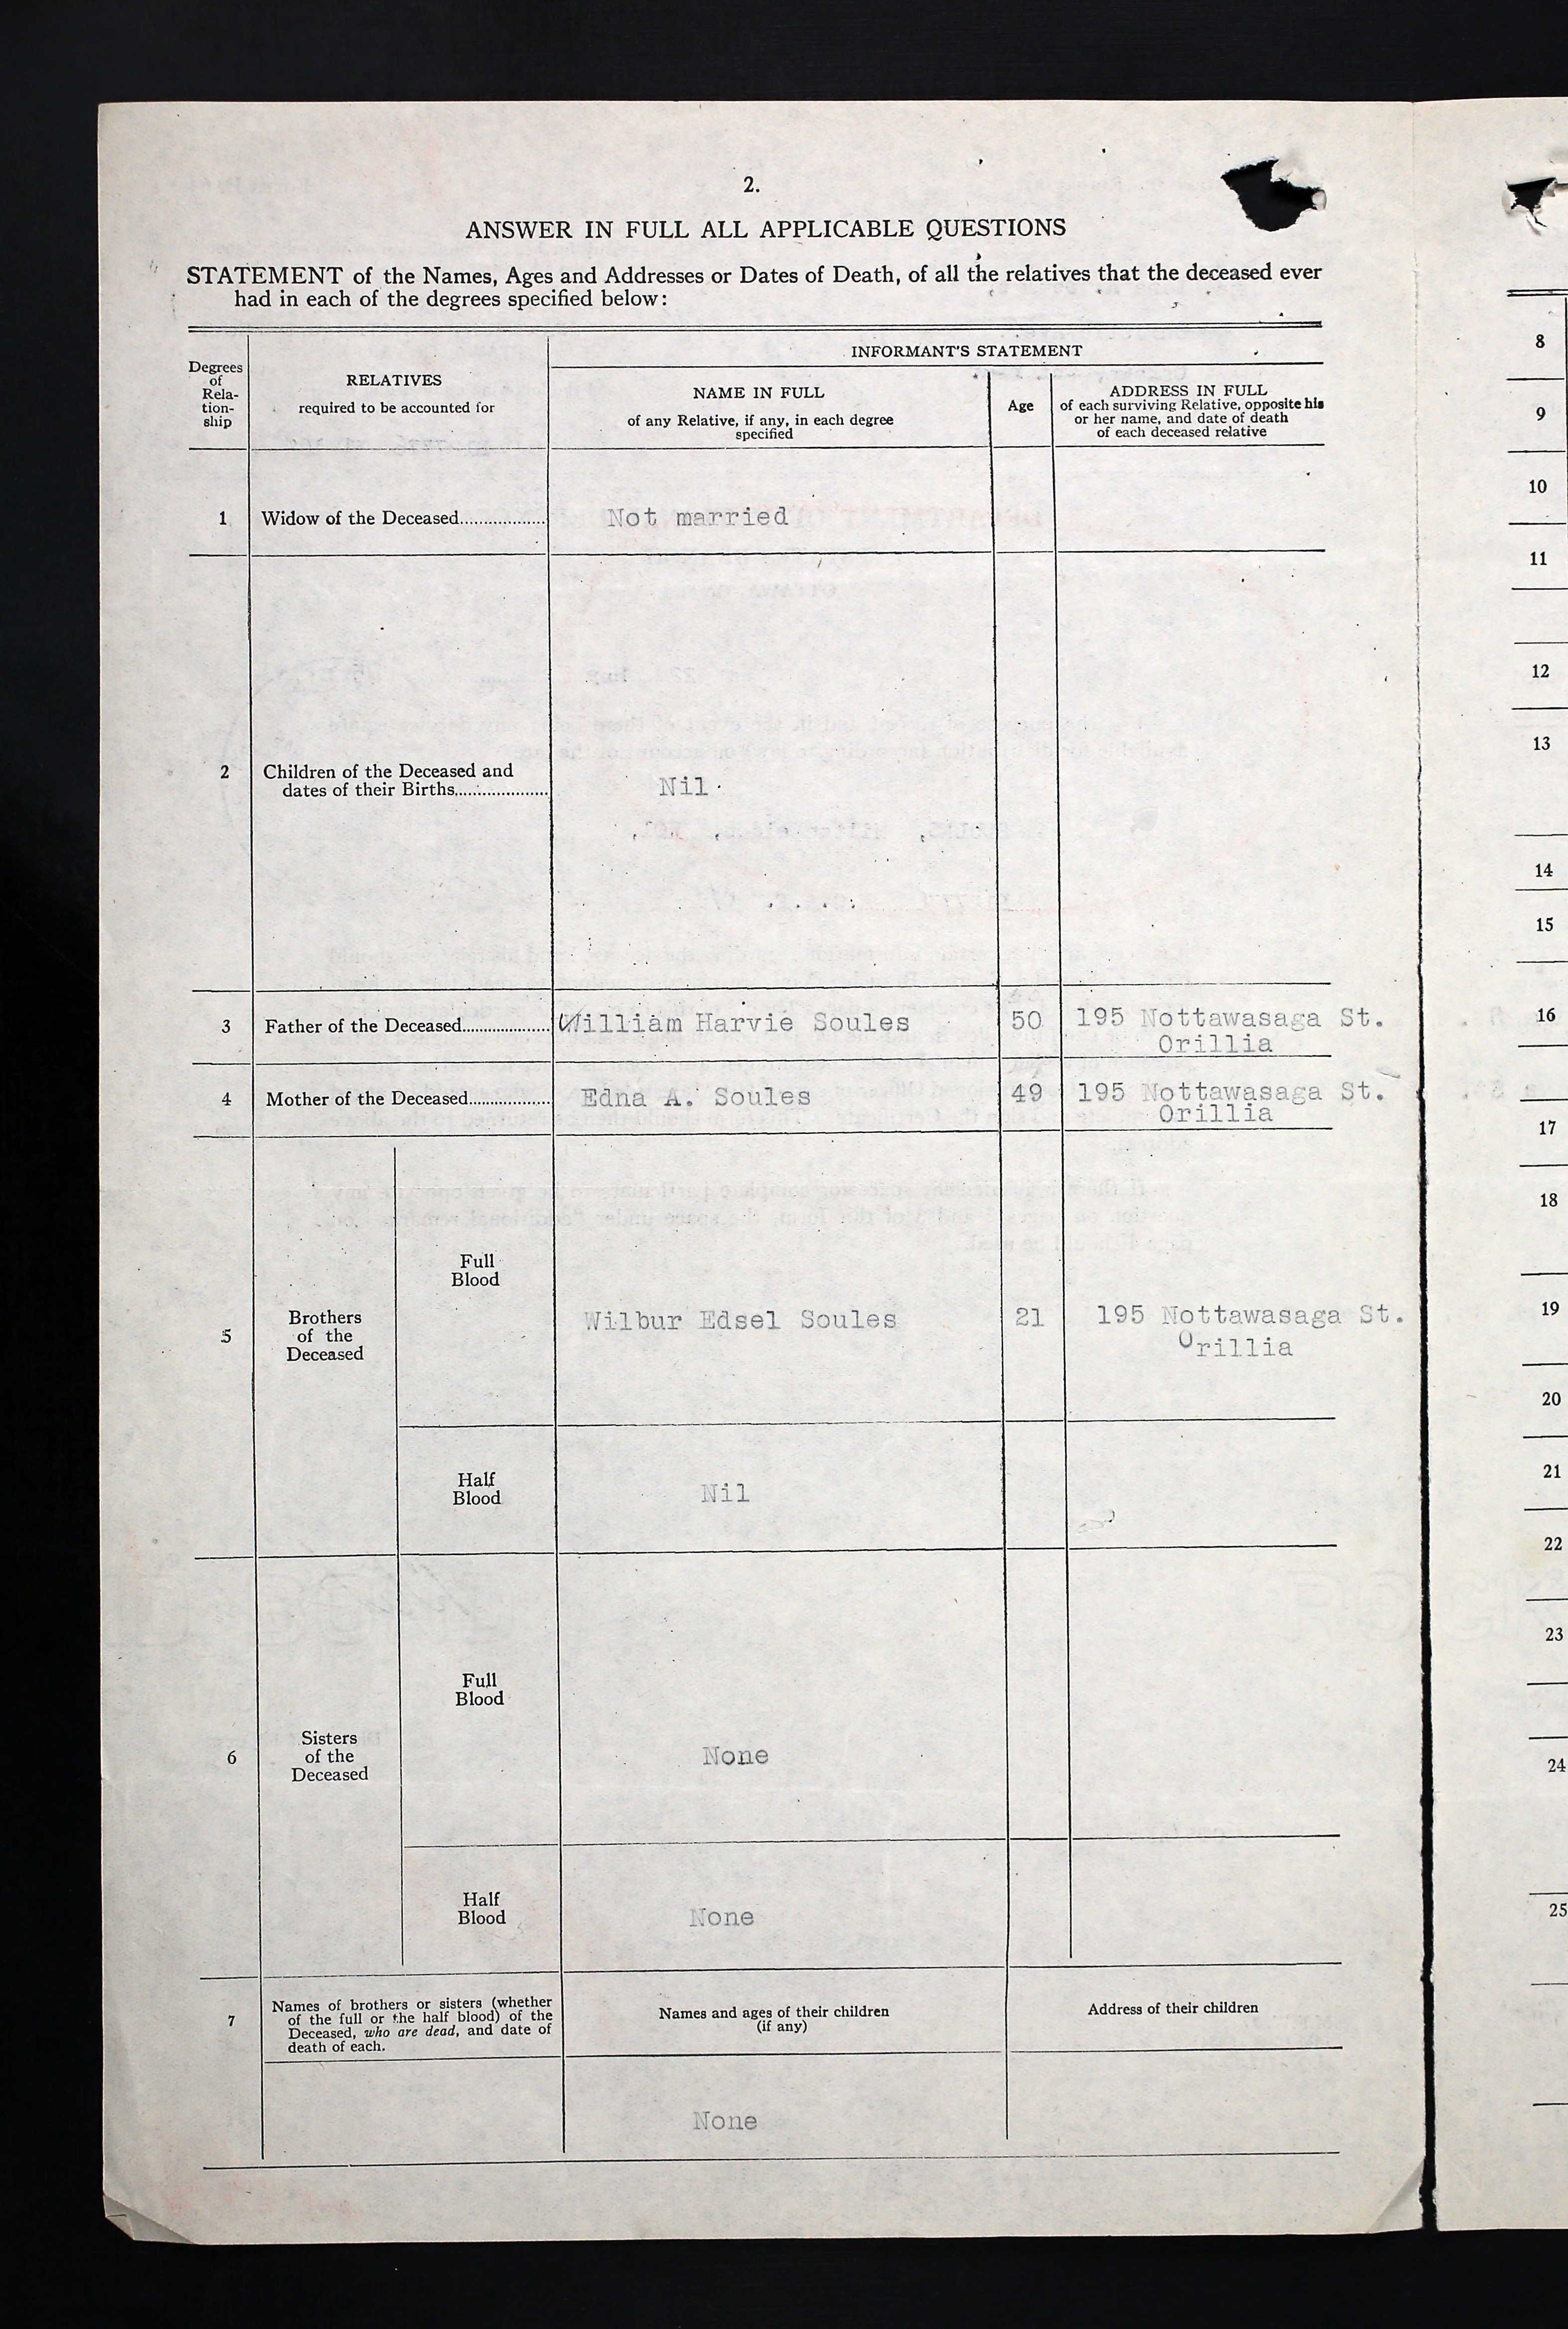 2.
ANSWER IN FULL ALL APPLICABLE QUESTIONS
STATEMENT of the Names, Ages and Addresses or Dates of Death, of all the relatives that the deceased ever
had in each of the degrees specified below:
Degrees
of
Rela-
tion-
ship
RELATIVES
required to be accounted for
INFORMANT'S STATEMENT
NAME IN FULL
of any Relative, if any, in each degree
specified
Age
ADDRESS IN FULL
of each surviving Relative, opposite his
or her name, and date of death
of each deceased relative
1 Widow of the Deceased.................. Not married
2 Children of the Deceased and
dates of their Births.................... Nil
3 Father of the Deceased................... William Harvie Soules 50 195 Nottawasaga St.
Orillia
4 Mother of the Deceased................. Edna A. Soules 49 195 Nottawasaga St.
Orillia
5 Brothers
of the
Deceased
Full
Blood
Wilbur Edsel Soules 21 195 Nottawasaga St.
Orillia
Half
Blood
Nil
6 Sisters
of the
Deceased
Full
Blood
None
Half
Blood
None
7 Names of brothers or sisters (whether
of the full or the half blood) of the
Deceased, who are dead, and date of
death of each.
Names and ages of their children
(if any)
Address of their children
None
8
9
10
11
12
13
14
15
16
17
18
19
20
21
22
23
24
25